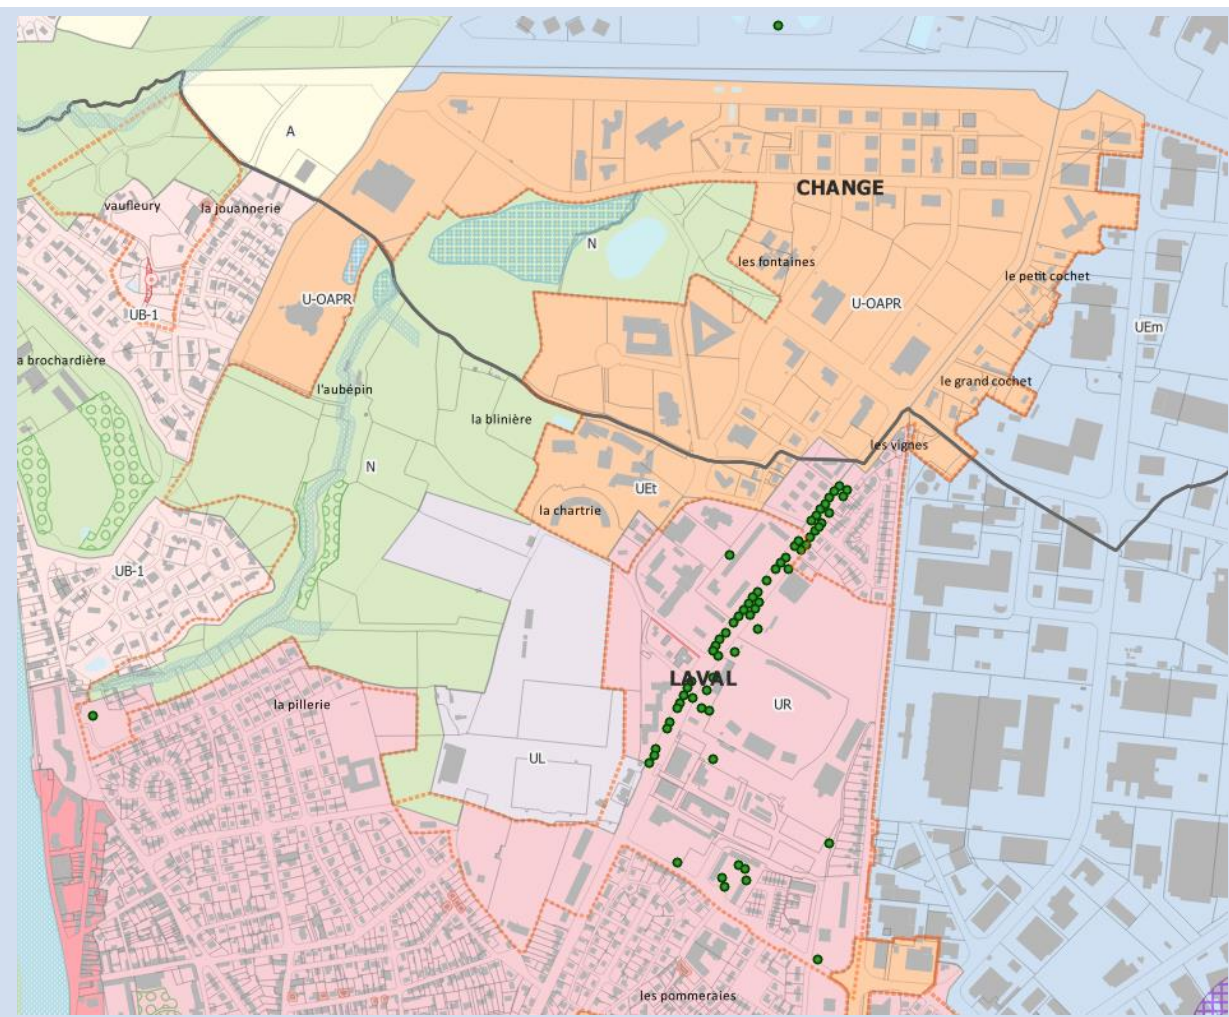 A
CHANGE
vaufleury
la jouannerie
N
les fontaines
le petit cochet
U-OAPR
U-OAPR
UB-1
UEm
a brochardière
l'aubépin
le grand cochet
la blinière
les vignes
N
UEt
la chartrie
UB-1
LAVAL
la pillerie
UR
UL
les pommeraies